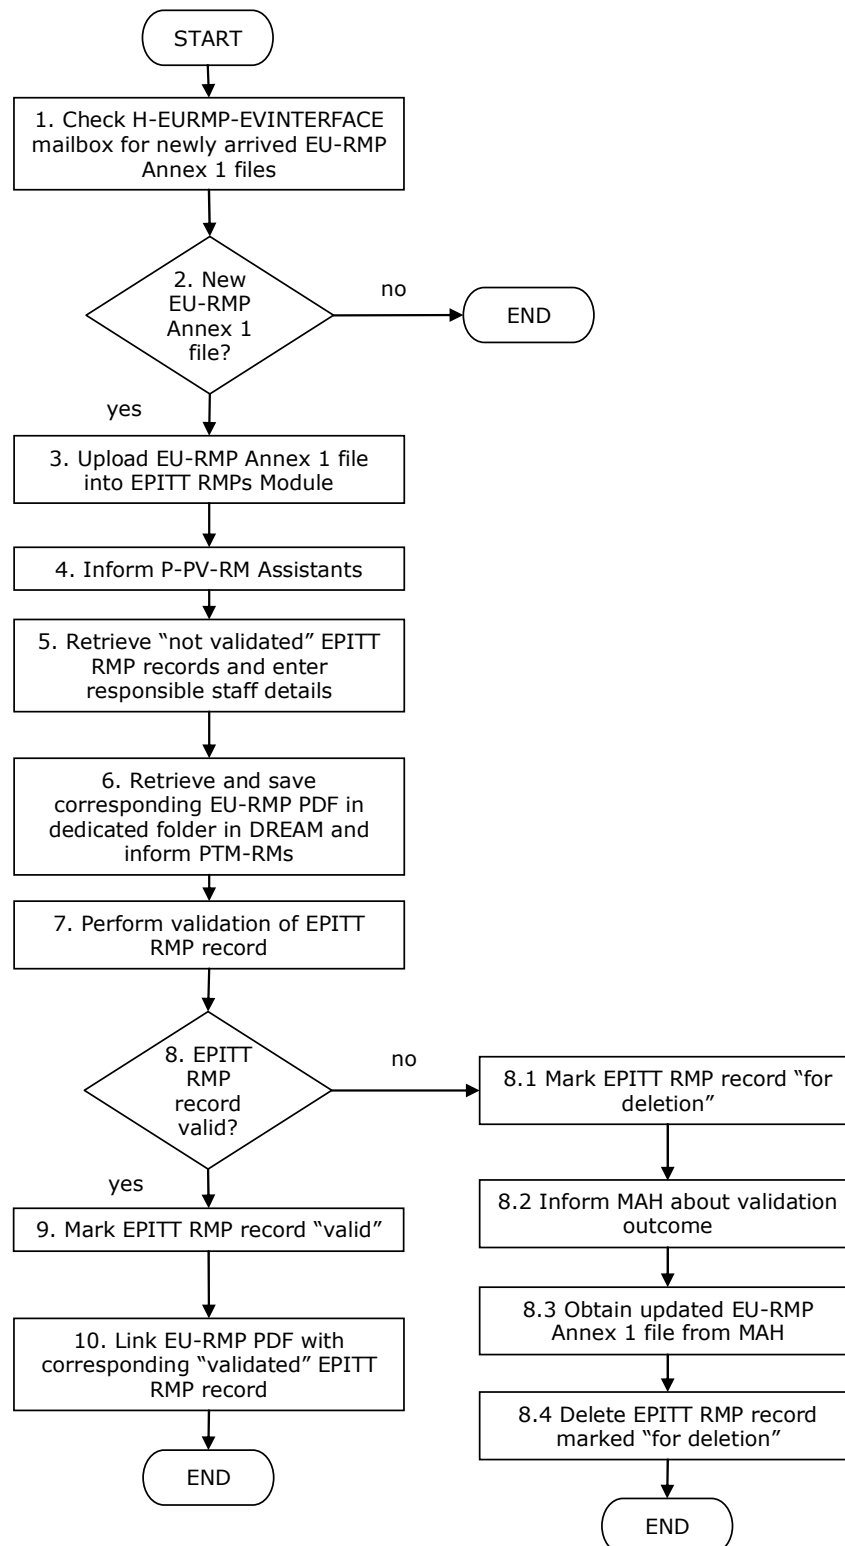 START
1. Check H-EURMP-EVINTERFACE
mailbox for newly arrived EU-RMP
Annex 1 files
2. New
EU-RMP
Annex 1
file?
no
END
yes
3. Upload EU-RMP Annex 1 file
into EPITT RMPs Module
4. Inform P-PV-RM Assistants
5. Retrieve “not validated” EPITT
RMP records and enter
responsible staff details
6. Retrieve and save
corresponding EU-RMP PDF in
dedicated folder in DREAM and
inform PTM-RMs
7. Perform validation of EPITT
RMP record
8. EPITT
RMP
record
valid?
no
8.1 Mark EPITT RMP record “for
deletion”
yes
8.2 Inform MAH about validation
outcome
9. Mark EPITT RMP record “valid”
8.3 Obtain updated EU-RMP
Annex 1 file from MAH
10. Link EU-RMP PDF with
corresponding “validated” EPITT
RMP record
8.4 Delete EPITT RMP record
marked “for deletion”
END
END